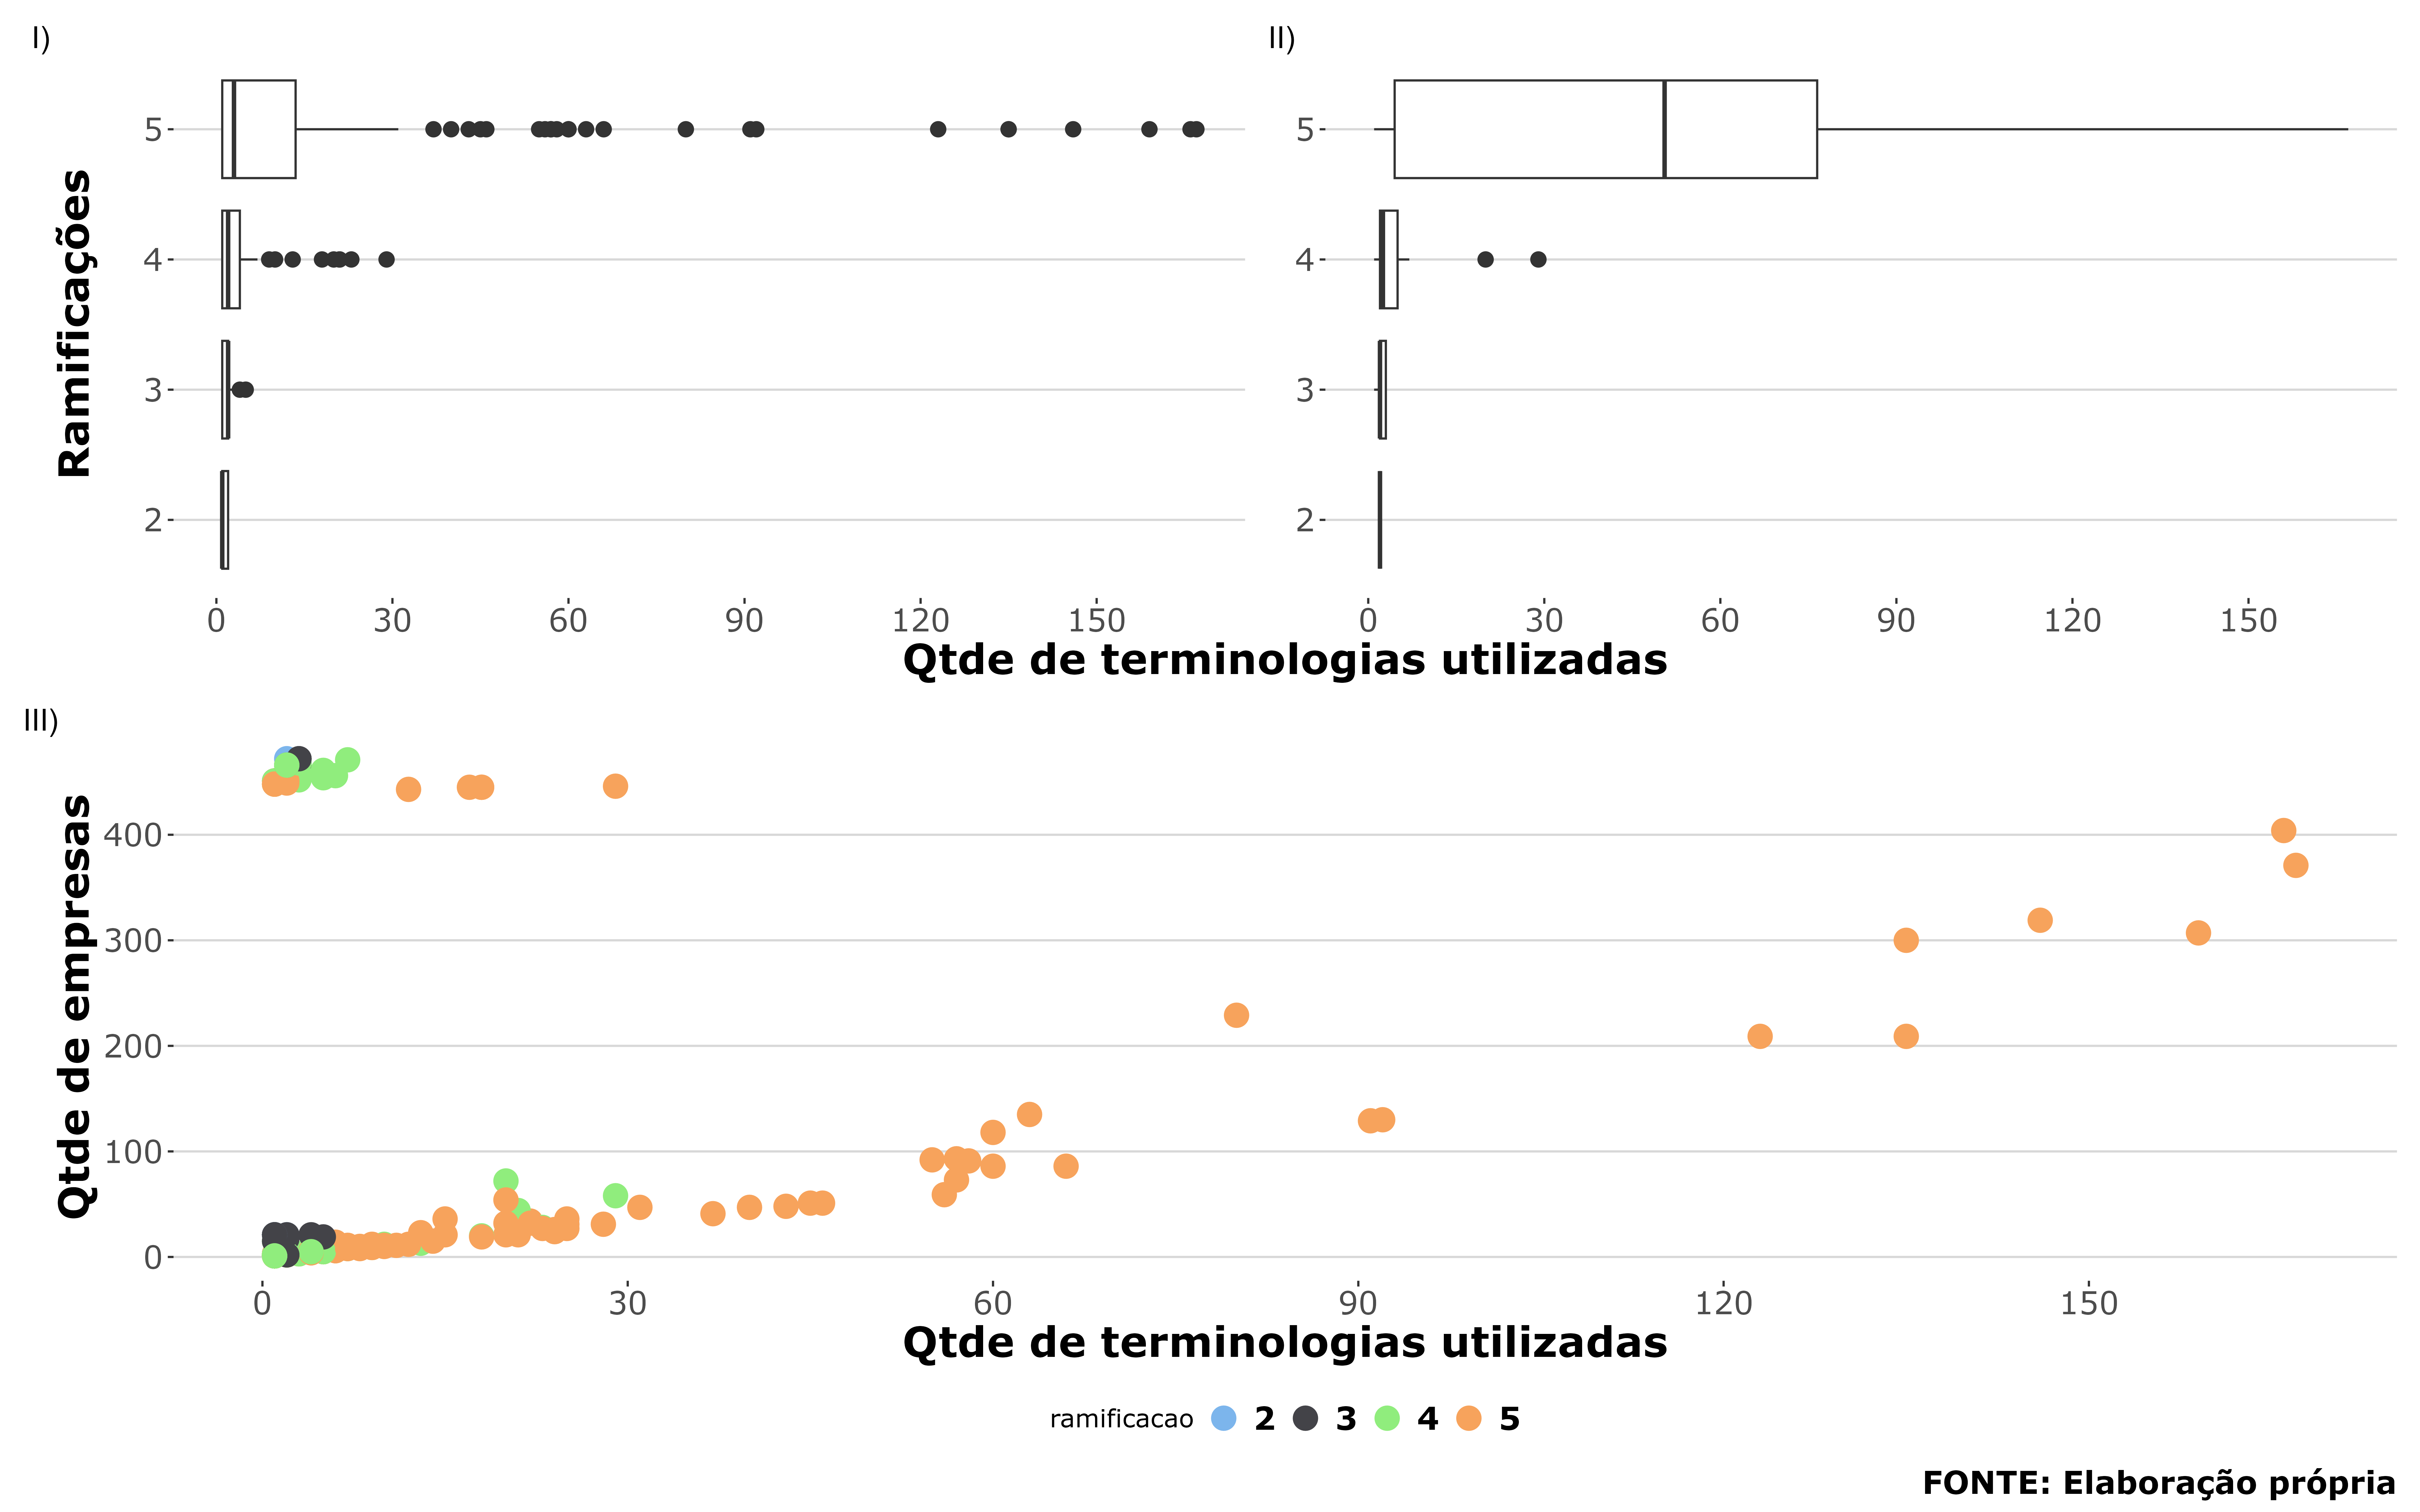 I)
II)
Ramificações
5
4
3
2
5
4
3
2
0 30 60 90 120 150
0 30 60 90 120 150
Qtde de terminologias utilizadas
III)
Qtde de empresas
400
300
200
100
0
0 30 60 90 120 150
Qtde de terminologias utilizadas
ramificacao 2 3 4 5
FONTE: Elaboração própria